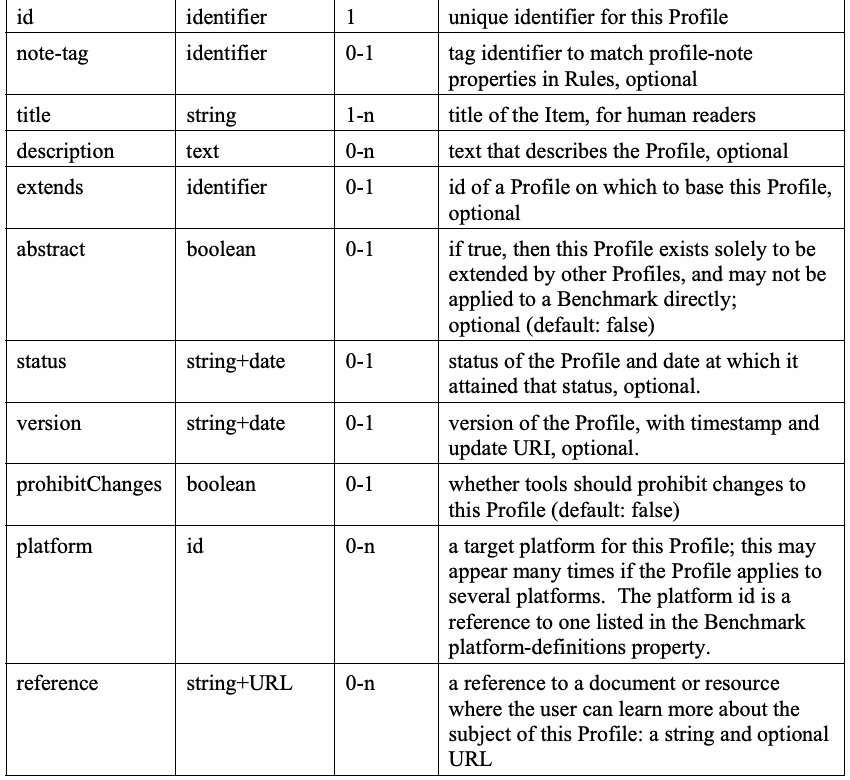 id identifier 1 unique identifier for this Profile
note-tag identifier 0-1 tag identifier to match profile-note
properties in Rules, optional
title string 1-n title of the Item, for human readers
description text 0-n text that describes the Profile, optional
extends identifier 0-1 id of a Profile on which to base this Profile,
optional
abstract boolean 0-1 if true, then this Profile exists solely to be
extended by other Profiles, and may not be
applied to a Benchmark directly;
optional (default: false)
status string+date 0-1 status of the Profile and date at which it
attained that status, optional.
version string+date 0-1 version of the Profile, with timestamp and
update URI, optional.
prohibitChanges boolean 0-1 whether tools should prohibit changes to
this Profile (default: false)
platform id 0-n a target platform for this Profile; this may
appear many times if the Profile applies to
several platforms. The platform id is a
reference to one listed in the Benchmark
platform-definitions property.
reference string+URL 0-n a reference to a document or resource
where the user can learn more about the
subject of this Profile: a string and optional
URL